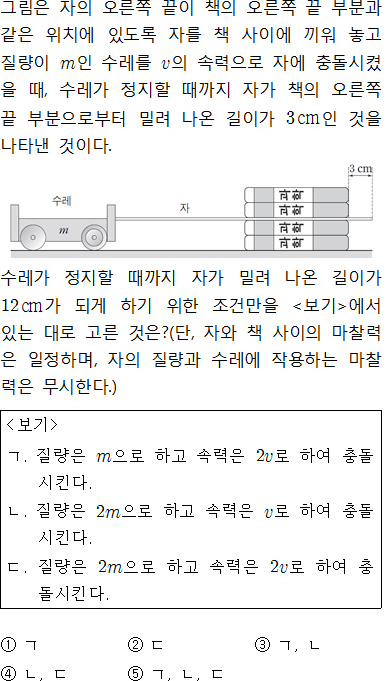 그림은 자의 오른쪽 끝이 책의 오른쪽 끝 부분과
같은 위치에 있도록 자를 책 사이에 끼워 놓고
질량이 m인 수레를 v의 속력으로 자에 충돌시켰
을 때, 수레가 정지할 때까지 자가 책의 오른쪽
끝 부분으로부터 밀려 나온 길이가 3cm인 것을
나타낸 것이다.
3 cm
수레
자
과학
과학
m
과학
과학
수레가 정지할 때까지 자가 밀려 나온 길이가
12cm가 되게 하기 위한 조건만을 <보기>에서
있는 대로 고른 것은?(단, 자와 책 사이의 마찰력
은 일정하며, 자의 질량과 수레에 작용하는 마찰
력은 무시한다.)
<보기>
ㄱ. 질량은 m으로 하고 속력은 2v로 하여 충돌
시킨다.
ㄴ. 질량은 2m으로 하고 속력은 v로 하여 충돌
시킨다.
ㄷ. 질량은 2m으로 하고 속력은 2v로 하여 충
돌시킨다.
① ㄱ ② ㄷ ③ ㄱ, ㄴ
④ ㄴ, ㄷ ⑤ ㄱ, ㄴ, ㄷ